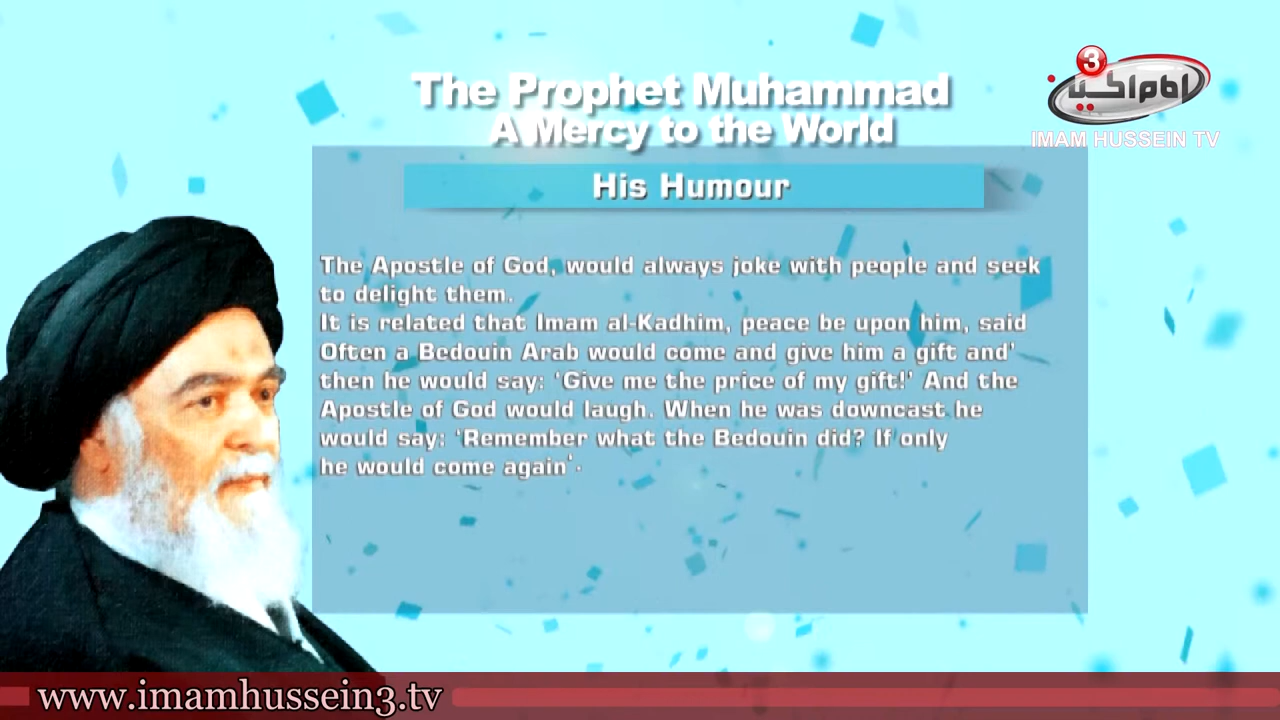 The Prophet Muhammad
A Mercy to the World
3
امام حسین
IMAM HUSSEIN TV
His Humour
The Apostle of God, would always joke with people and seek
to delight them.
It is related that Imam al-Kadhim, peace be upon him, said
Often a Bedouin Arab would come and give him a gift and'
then he would say: 'Give me the price of my gift!' And the
Apostle of God would laugh. When he was downcast he
would say: 'Remember what the Bedouin did? If only
he would come again'.
www.imamhussein3.tv